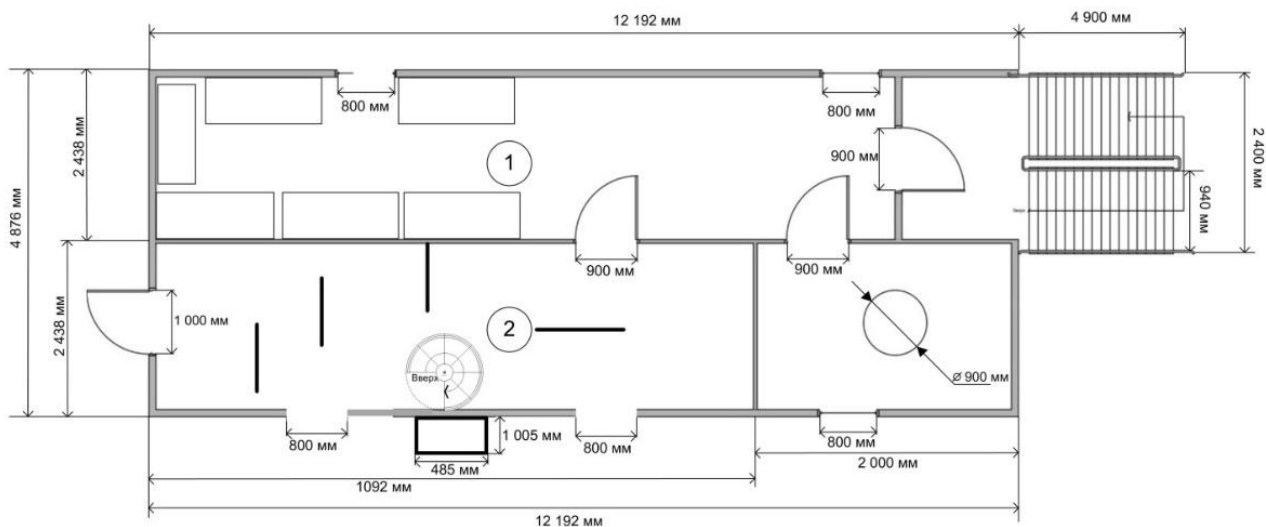 12 192 мм
4 900 мм
800 мм
800 мм
2 438 мм
1
900 мм
2 400 мм
4 876 мм
940 мм
Вверх
900 мм
900 мм
1 000 мм
2 438 мм
2
Вверх
⌀ 900 мм
800 мм
1 005 мм
800 мм
800 мм
485 мм
2 000 мм
1092 мм
12 192 мм